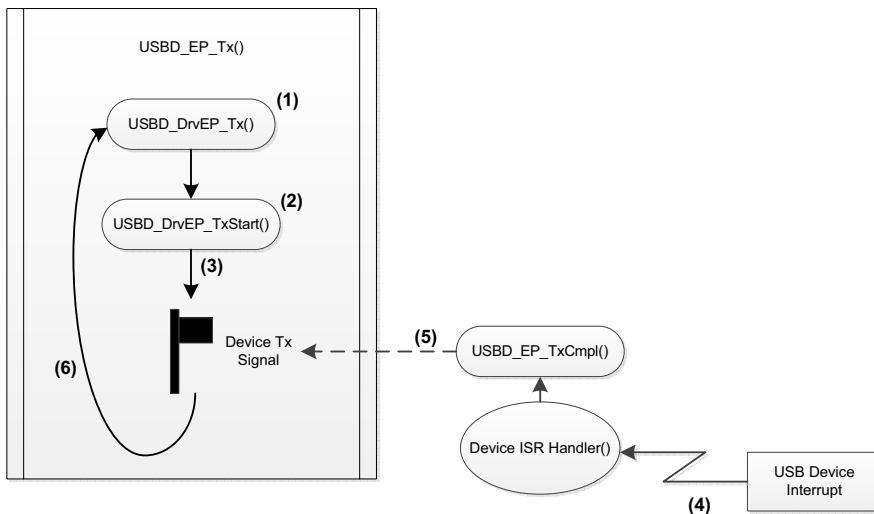 USBD_EP_Tx()
(1)
USBD_DrvEP_Tx()
(2)
USBD_DrvEP_TxStart()
(3)
Device Tx
Signal
(5)
USBD_EP_TxCmpl()
(6)
Device ISR Handler()
USB Device
Interrupt
(4)